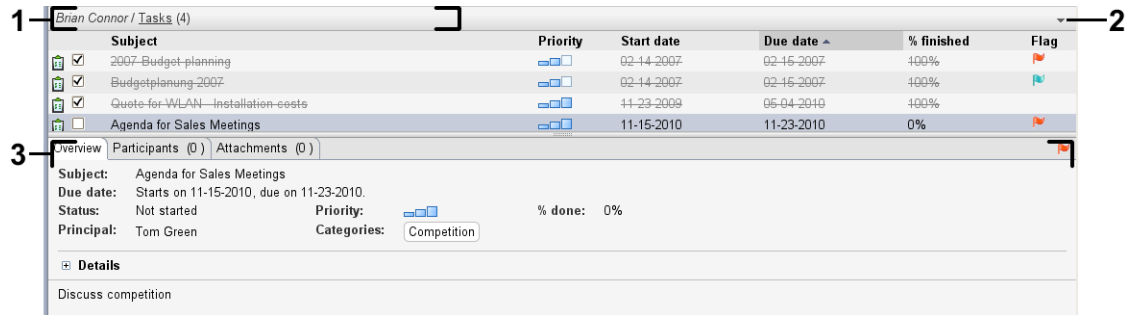 1 Brian Connor / Tasks (4) 2
Subject Priority Start date Due date % finished Flag
2007 Budget planning 02-14-2007 02-15-2007 100%
Budgetplanung 2007 02-14-2007 02-15-2007 100%
Quote for WLAN - Installation costs 11-23-2009 05-04-2010 100%
Agenda for Sales Meetings 11-15-2010 11-23-2010 0%
3 Overview Participants (0) Attachments (0)
Subject: Agenda for Sales Meetings
Due date: Starts on 11-15-2010, due on 11-23-2010.
Status: Not started Priority: % done: 0%
Principal: Tom Green Categories: Competition
Details
Discuss competition